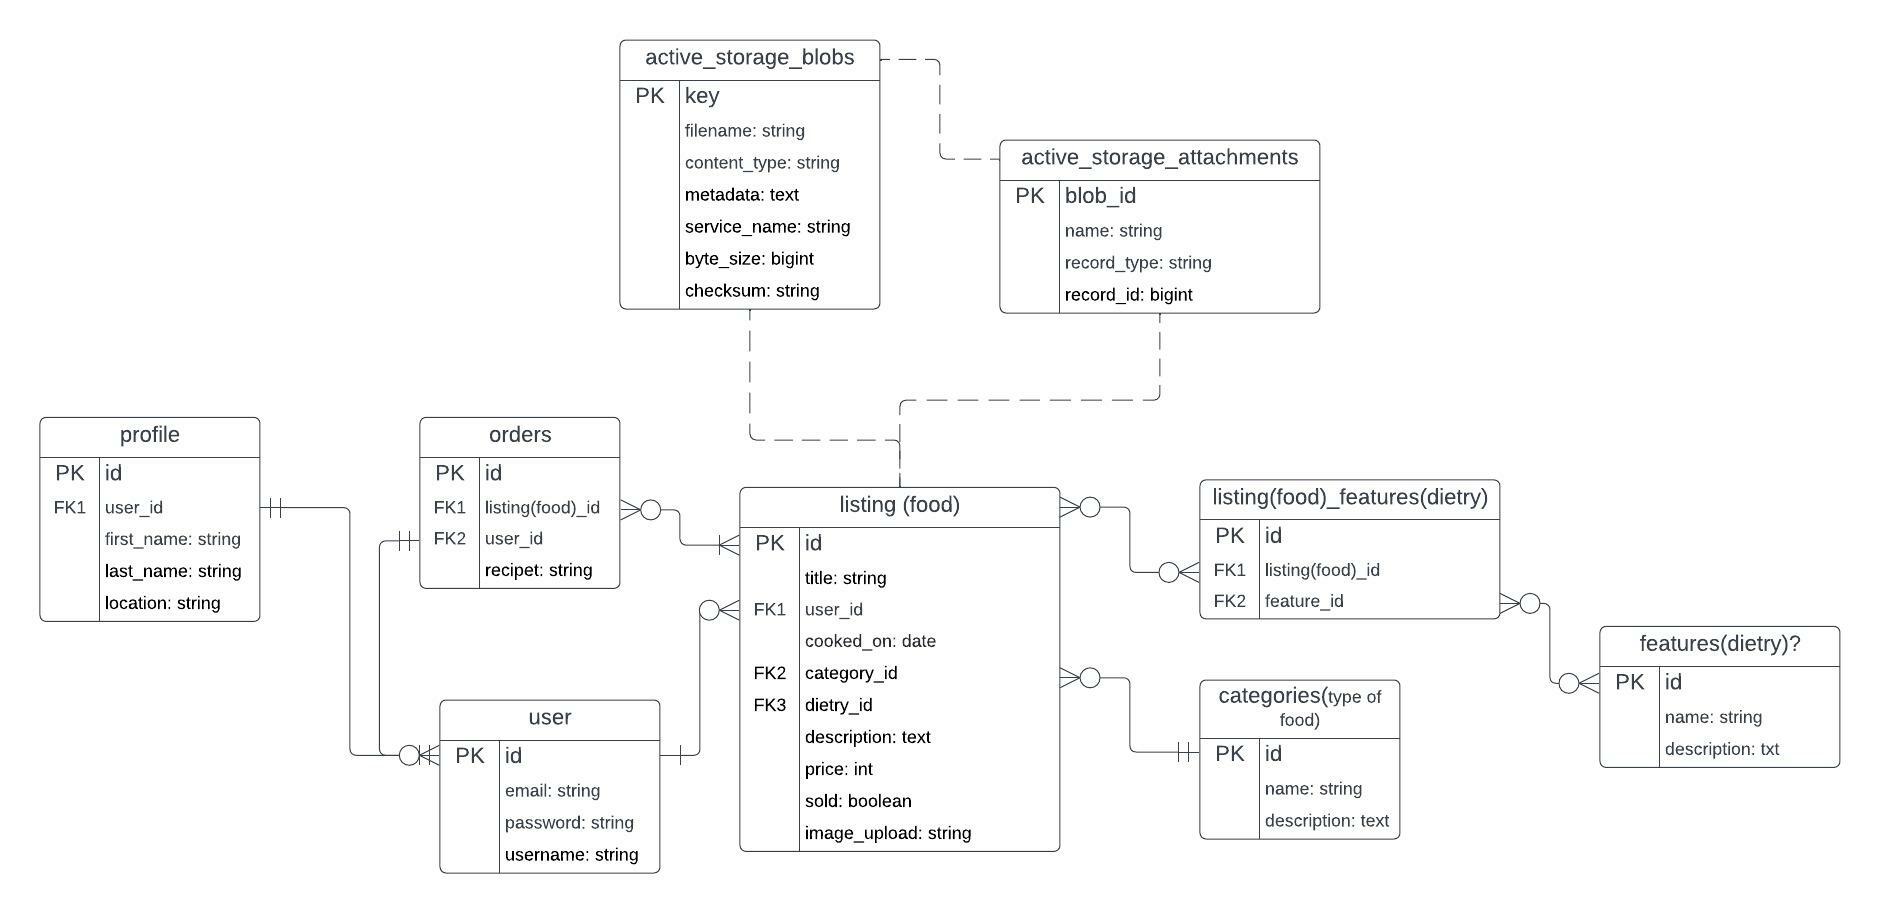 active_storage_blobs
PK key
filename: string
content_type: string
metadata: text
service_name: string
byte_size: bigint
checksum: string
active_storage_attachments
PK blob_id
name: string
record_type: string
record_id: bigint
profile
PK id
FK1 user_id
first_name: string
last_name: string
location: string
orders
PK id
FK1 listing(food)_id
FK2 user_id
recipet: string
user
PK id
email: string
password: string
username: string
listing (food)
PK id
title: string
FK1 user_id
cooked_on: date
FK2 category_id
FK3 dietry_id
description: text
price: int
sold: boolean
image_upload: string
listing(food)_features(dietry)
PK id
FK1 listing(food)_id
FK2 feature_id
categories(type of
food)
PK id
name: string
description: text
features(dietry)?
PK id
name: string
description: txt